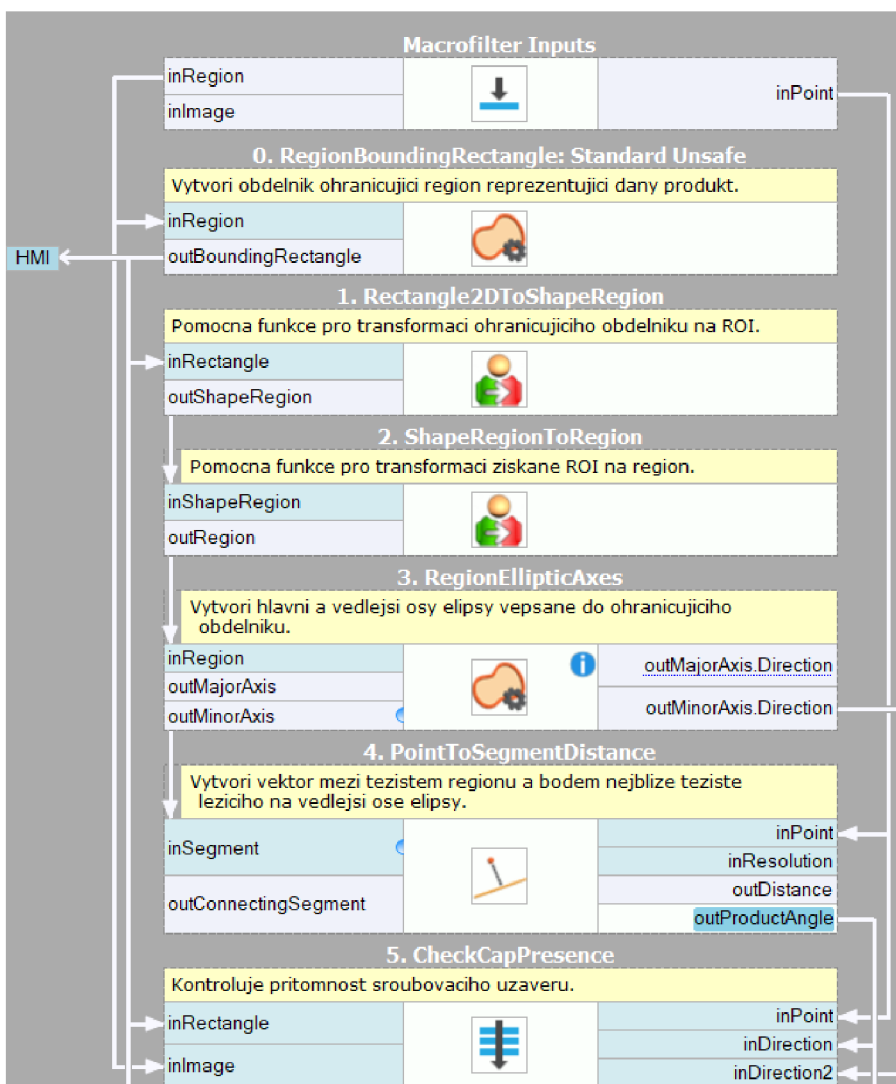 Macrofilter Inputs
inRegion
inImage
inPoint
0. RegionBoundingRectangle: Standard Unsafe
Vytvori obdelnik ohranicujici region reprezentujici dany produkt.
inRegion
HMI
outBoundingRectangle
1. Rectangle2DToShapeRegion
Pomocna funkce pro transformaci ohranicujiciho obdelniku na ROI.
inRectangle
outShapeRegion
2. ShapeRegionToRegion
Pomocna funkce pro transformaci ziskane ROI na region.
inShapeRegion
outRegion
3. RegionEllipticAxes
Vytvori hlavni a vedlejsi osy elipsy vepsane do ohranicujiciho
obdelniku.
inRegion
outMajorAxis
outMinorAxis
outMajorAxis.Direction
outMinorAxis.Direction
4. PointToSegmentDistance
Vytvori vektor mezi tezistem regionu a bodem nejblize teziste
leziciho na vedlejsi ose elipsy.
inSegment
outConnectingSegment
inPoint
inResolution
outDistance
outProductAngle
5. CheckCapPresence
Kontroluje pritomnost sroubovaciho uzaveru.
inRectangle
inImage
inPoint
inDirection
inDirection2